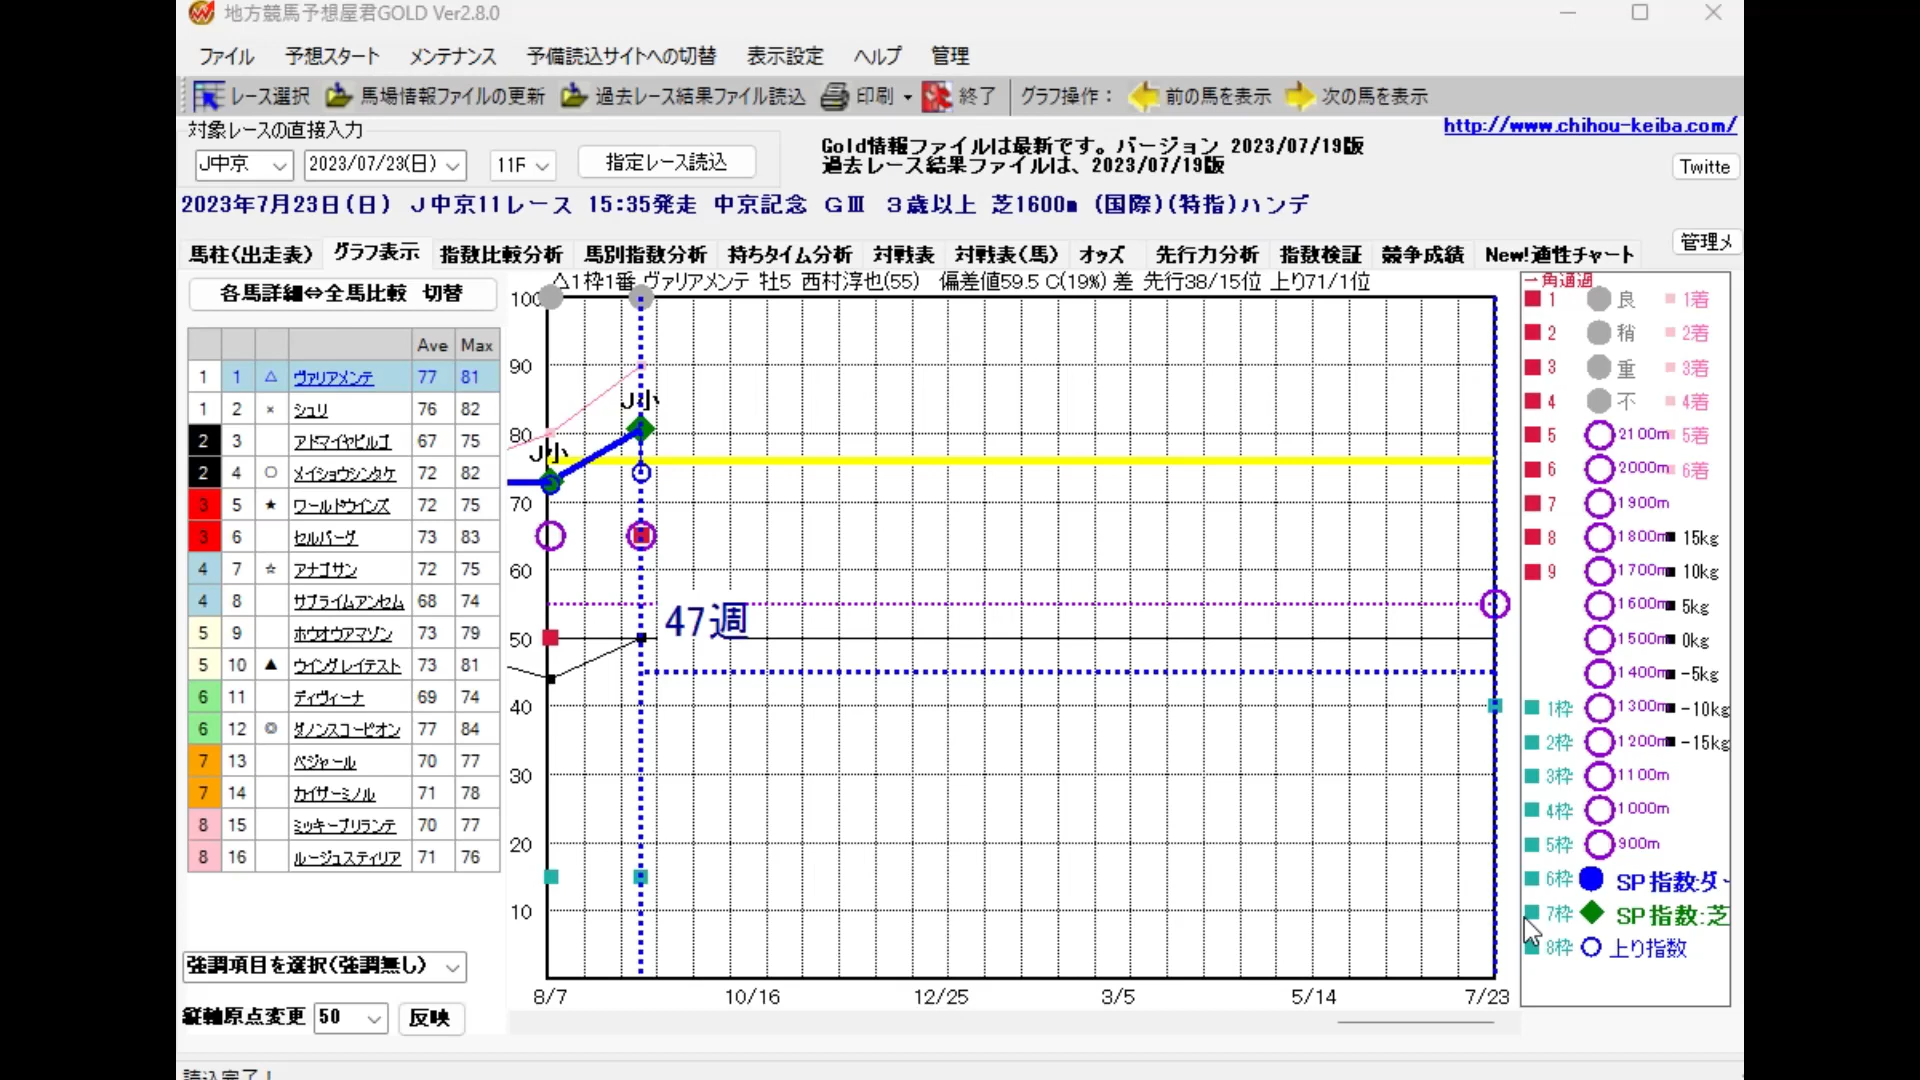 地方競馬予想屋君GOLD Ver2.8.0
ファイル 予想スタート メンテナンス 予備読込サイトへの切替 表示設定 ヘルプ 管理
レース選択 馬場情報ファイルの更新 過去レース結果ファイル読込 印刷 終了 グラフ操作： 前の馬を表示 次の馬を表示
対象レースの直接入力
http://www.chihou-keiba.com/
J中京 2023/07/23(日) 11R 指定レース読込
Gold情報ファイルは最新です。バージョン 2023/07/19版
過去レース結果ファイルは、2023/07/19版
Twitte
2023年7月23日(日) J中京11レース 15:35発走 中京記念 GⅢ 3歳以上 芝1600m (国際)(特指)ハンデ
管理メ
馬柱(出走表) グラフ表示 指数比較分析 馬別指数分析 持ちタイム分析 対戦表 対戦表(馬) オッズ 先行力分析 指数検証 競争成績 New!適性チャート
各馬詳細⇔全馬比較 切替
△1枠1番 ヴァリアメンテ 牡5 西村淳也(55) 偏差値59.5 C(19%) 差 先行38/15位 上り71/1位
Ave Max
1 1 △ ヴァリアメンテ 77 81
1 2 × シュリ 76 82
2 3 アドマイヤビルゴ 67 75
2 4 ○ メイショウシンタケ 72 82
3 5 ★ ワールドウインズ 72 75
3 6 セルバーグ 73 83
4 7 ☆ アナゴサン 72 75
4 8 サブライムアンセム 68 74
5 9 ホウオウアマゾン 73 79
5 10 ▲ ウイングレイテスト 73 81
6 11 ディヴィーナ 69 74
6 12 ◎ ダノンスコーピオン 77 84
7 13 ベジャール 70 77
7 14 カイザーミノル 71 78
8 15 ミッキーブリランテ 70 77
8 16 ルージュスティリア 71 76
強調項目を選択(強調無し)
縦軸原点変更 50 反映
100
90
80
70
60
50
40
30
20
10
J小
J小
47週
8/7 10/16 12/25 3/5 5/14 7/23
一角通過
1 良 1着
2 稍 2着
3 重 3着
4 不 4着
5 2100m 5着
6 2000m 6着
7 1900m
8 1800m 15kg
9 1700m 10kg
1600m 5kg
1500m 0kg
1400m -5kg
1枠 1300m -10kg
2枠 1200m -15kg
3枠 1100m
4枠 1000m
5枠 900m
6枠 SP指数:ダ
7枠 SP指数:芝
8枠 上り指数
読込完了！